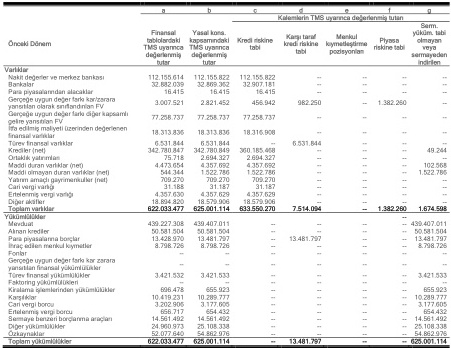 a b c d e f g
Kalemlerin TMS uyarınca değerlenmiş tutarı
Önceki Dönem
Finansal tablolardaki TMS uyarınca değerlenmiş tutar
Yasal kons. kapsamındaki TMS uyarınca değerlenmiş tutar
Kredi riskine tabi
Karşı taraf kredi riskine tabi
Menkul kıymetleştirme pozisyonları
Piyasa riskine tabi
Serm. yüküm. tabi olmayan veya sermayeden indirilen
Varlıklar
Nakit değerler ve merkez bankası 112.155.614 112.155.822 112.155.822 -- -- -- --
Bankalar 32.882.039 32.869.362 32.907.181 -- -- -- --
Para piyasalarından alacaklar 16.415 16.415 16.415 -- -- -- --
Gerçeğe uygun değer farkı kar/zarara yansıtılan olarak sınıflandırılan FV 3.007.521 2.821.452 456.942 982.250 -- 1.382.260 --
Gerçeğe uygun değer farkı diğer kapsamlı gelire yansıtılan FV 77.258.737 77.258.737 77.258.737 -- -- -- --
İtfa edilmiş maliyeti üzerinden değerlenen finansal varlıklar 18.313.836 18.313.836 18.316.908 -- -- -- --
Türev finansal varlıklar 6.531.844 6.531.844 -- 6.531.844 -- -- --
Krediler (net) 342.780.847 342.780.849 360.185.468 -- -- -- 49.244
Ortaklık yatırımları 75.718 2.694.327 2.694.327 -- -- -- --
Maddi duran varlıklar (net) 4.473.654 4.357.692 4.357.692 -- -- -- 102.568
Maddi olmayan duran varlıklar (net) 544.344 1.522.786 1.522.786 -- -- -- 1.522.786
Yatırım amaçlı gayrimenkuller (net) 709.270 709.270 709.270 -- -- -- --
Cari vergi varlığı 31.188 31.187 31.187 -- -- -- --
Ertelenmiş vergi varlığı 4.357.630 4.357.629 4.357.629 -- -- -- --
Diğer aktifler 18.894.820 18.579.906 18.579.906 -- -- -- --
Toplam varlıklar 622.033.477 625.001.114 633.550.270 7.514.094 -- 1.382.260 1.674.598
Yükümlülükler --
Mevduat 439.227.308 439.407.011 -- -- -- -- 439.407.011
Alınan krediler 50.581.504 50.581.504 -- -- -- -- 50.581.504
Para piyasalarına borçlar 13.428.970 13.481.797 -- 13.481.797 -- -- 13.481.797
İhraç edilen menkul kıymetler 8.798.726 8.798.726 -- -- -- -- 8.798.726
Fonlar -- -- -- -- -- -- --
Gerçeğe uygun değer farkı kar zarara yansıtılan finansal yükümlülükler -- -- -- -- -- -- --
Türev finansal yükümlülükler 3.421.532 3.421.533 -- -- -- -- 3.421.533
Faktoring yükümlülükleri -- -- -- -- -- -- --
Kiralama işlemlerinden yükümlülükler 696.478 655.923 -- -- -- -- 655.923
Karşılıklar 10.419.231 10.289.777 -- -- -- -- 10.289.777
Cari vergi borcu 3.202.906 3.177.605 -- -- -- -- 3.177.605
Ertelenmiş vergi borcu 656.717 654.432 -- -- -- -- 654.432
Sermaye benzeri borçlanma araçları 14.561.492 14.561.492 -- -- -- -- 14.561.492
Diğer yükümlülükler 24.960.973 25.108.338 -- -- -- -- 25.108.338
Özkaynaklar 52.077.640 54.862.976 -- -- -- -- 54.862.976
Toplam yükümlülükler 622.033.477 625.001.114 -- 13.481.797 -- -- 625.001.114